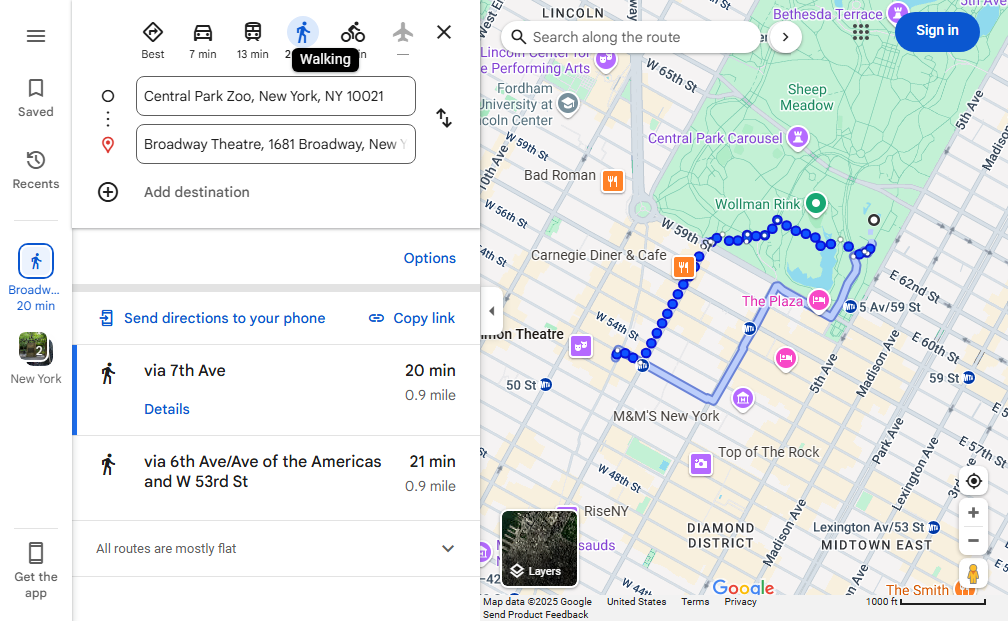 Saved
Recents
Broadw...
20 min
2
New York
Get the
app
Best
7 min
13 min
Walking
Central Park Zoo, New York, NY 10021
Broadway Theatre, 1681 Broadway, New Y
Add destination
Options
Send directions to your phone
Copy link
via 7th Ave
20 min
0.9 mile
Details
via 6th Ave/Ave of the Americas
and W 53rd St
21 min
0.9 mile
All routes are mostly flat
Search along the route
Sign in
LINCOLN
Bethesda Terrace
Lincoln Center for
e Performing Arts
W 65th St
5th Ave
Fordham
University at
ncoln Center
Sheep
Meadow
Central Park Carousel
W 59th St
10th Ave
Bad Roman
W 56th St
Wollman Rink
W 59th St
Carnegie Diner & Cafe
54th St
E 62nd St
The Plaza
5 Av/59 St
W 54th St
mon Theatre
E 60th St
Madison Ave
5th Ave
59 St
50 St
M&M'S New York
Park Ave
E 57th St
Top of The Rock
W 48th St
Lexington Ave
3rd
RiseNY
DIAMOND
DISTRICT
Madison Ave
Lexington Av/53 St
MIDTOWN EAST
sauds
W 44th St
42
The Smith
Layers
Google
Map data ©2025 Google
United States
Terms
Privacy
1000 ft
Send Product Feedback